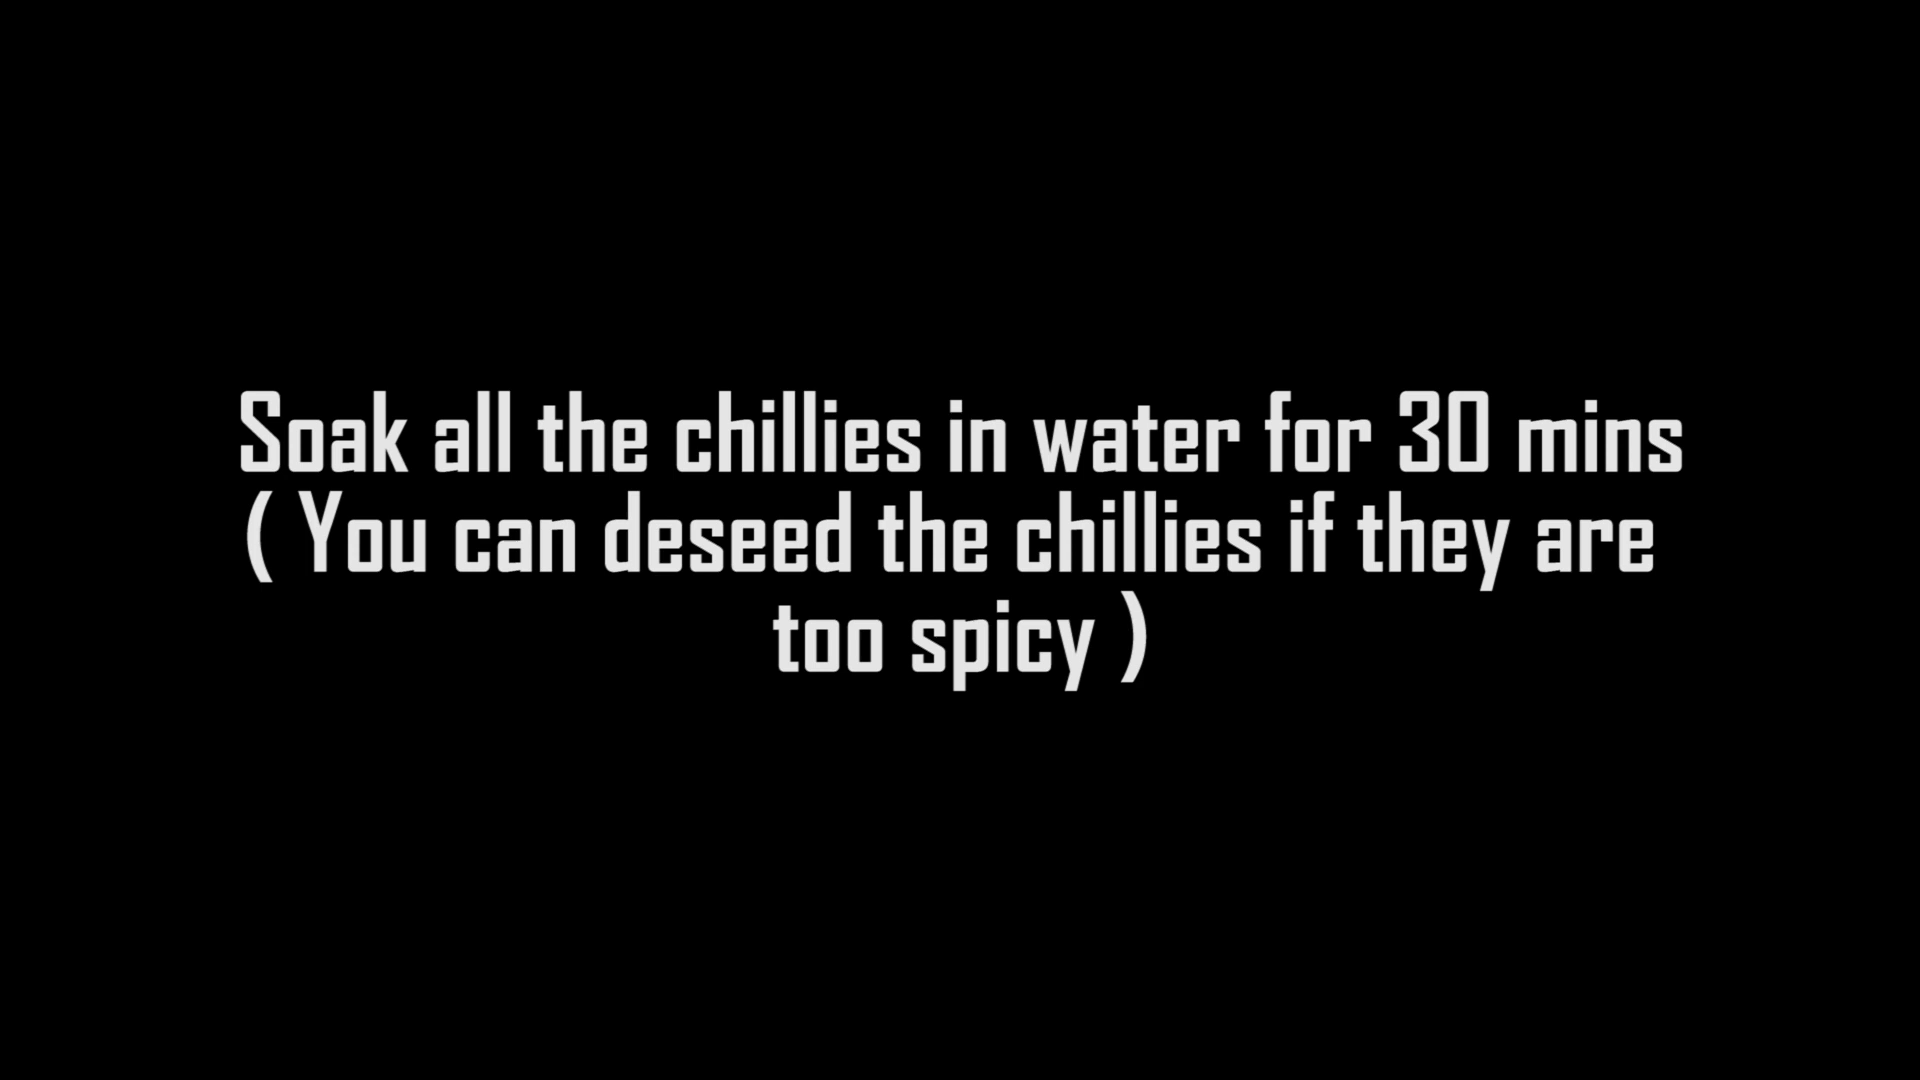 Soak all the chillies in water for 30 mins
( You can deseed the chillies if they are
too spicy )